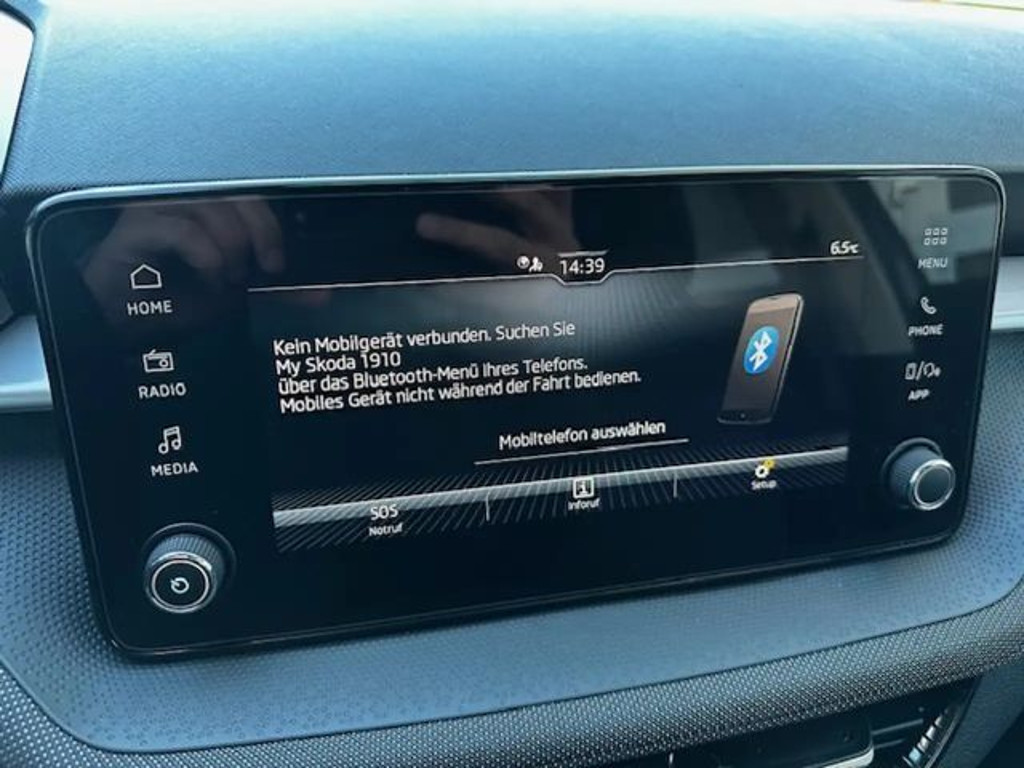 14:39
6.5°C
HOME
RADIO
MEDIA
Kein Mobilgerät verbunden. Suchen Sie
My Skoda 1910
über das Bluetooth-Menü Ihres Telefons.
Mobiles Gerät nicht während der Fahrt bedienen.
Mobiltelefon auswählen
SOS
Notruf
Inforuf
Setup
MENU
PHONE
APP